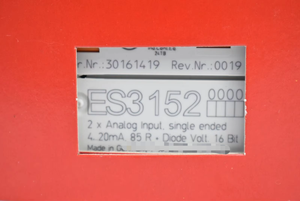 r.Nr.:30161419 Rev.Nr.:0019
ES3152 0000
2 x Analog Input, single ended
4..20mA, 85 R + Diode Volt, 16 Bit
Made in G